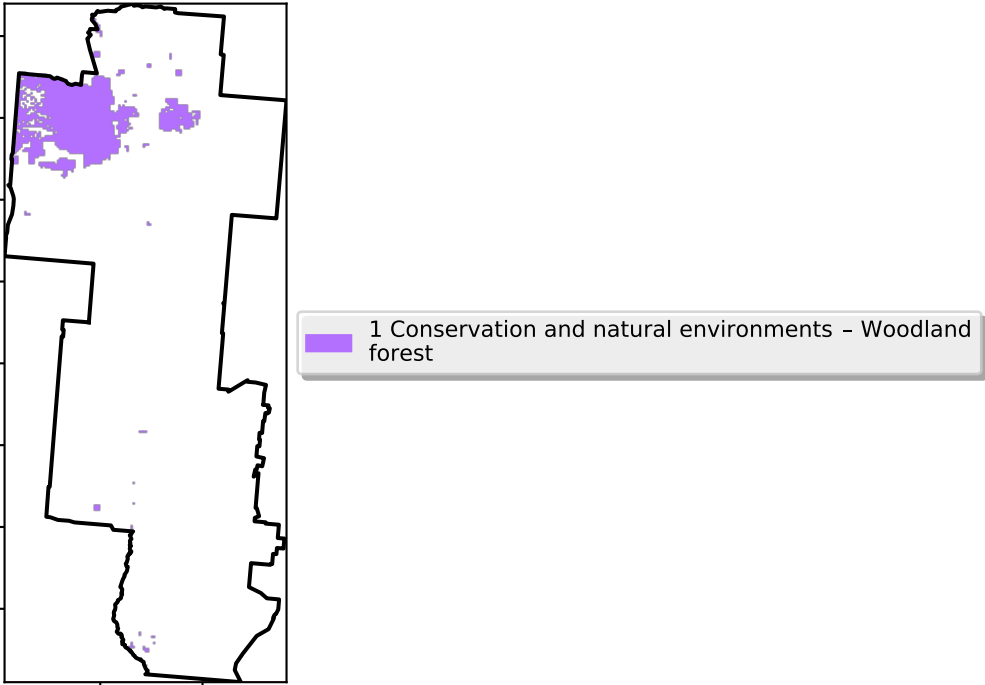 1 Conservation and natural environments – Woodland
forest